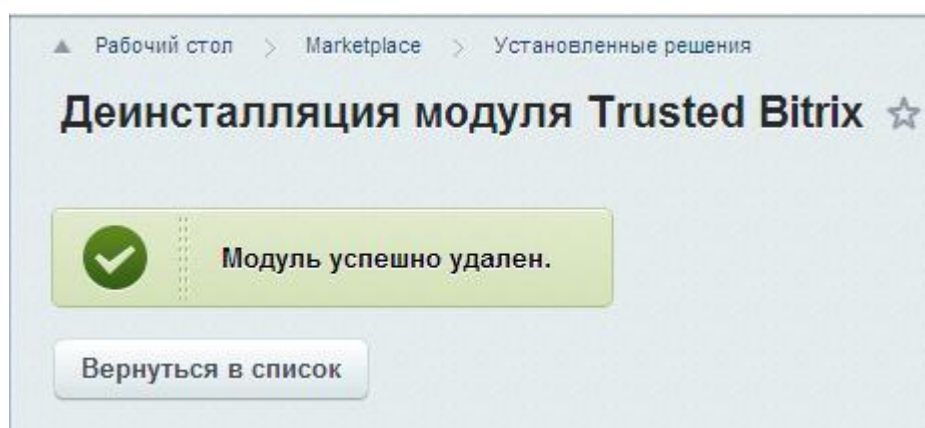 Рабочий стол > Marketplace > Установленные решения
Деинсталляция модуля Trusted Bitrix
Модуль успешно удален.
Вернуться в список